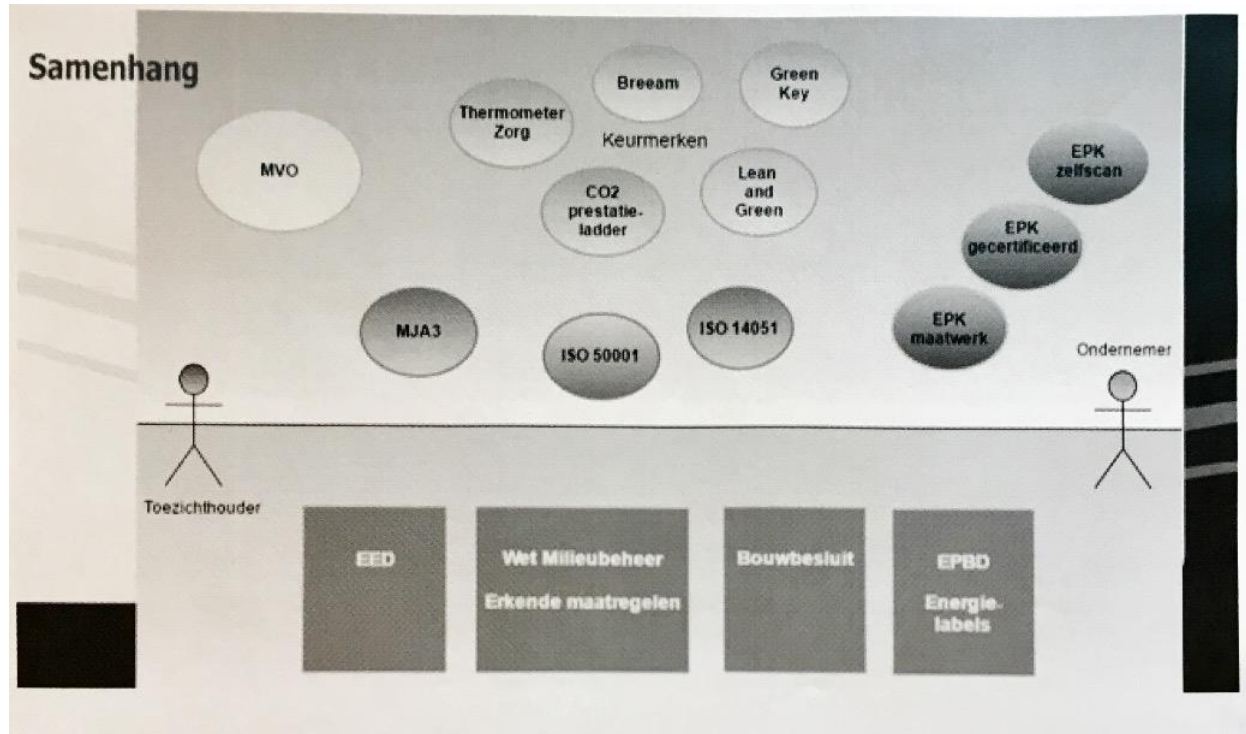 Samenhang
Breeam
Green
Key
Thermometer
Zorg
Keurmerken
MVO
CO2
prestatie-
ladder
Lean
and
Green
EPK
zelfscan
EPK
gecertificeerd
EPK
maatwerk
MJA3
ISO 50001
ISO 14051
Ondernemer
Toezichthouder
EED
Wet Milieubeheer
Erkende maatregelen
Bouwbesluit
EPBD
Energie-
labels